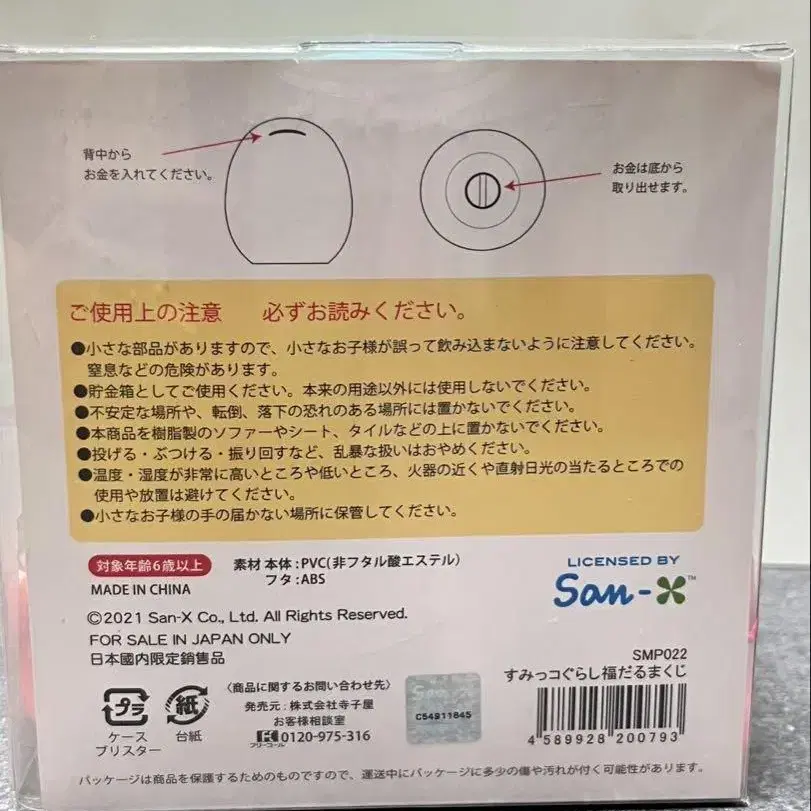 背中から
お金を入れてください。
お金は底から
取り出せます。
ご使用上の注意 必ずお読みください。
●小さな部品がありますので、小さなお子様が誤って飲み込まないように注意してください。
窒息などの危険があります。
●貯金箱としてご使用ください。本来の用途以外には使用しないでください。
●不安定な場所や、転倒、落下の恐れのある場所には置かないでください。
●本商品を樹脂製のソファーやシート、タイルなどの上に置かないでください。
●投げる・ぶつける・振り回すなど、乱暴な扱いはおやめください。
●温度・湿度が非常に高いところや低いところ、火器の近くや直射日光の当たるところでの
使用や放置は避けてください。
●小さなお子様の手の届かない場所に保管してください。
対象年齢6歳以上
MADE IN CHINA
素材 本体:PVC(非フタル酸エステル)
フタ:ABS
LICENSED BY
San-X™
©2021 San-X Co., Ltd. All Rights Reserved.
FOR SALE IN JAPAN ONLY
日本國内限定銷售品
SMP022
すみっコぐらし福だるまくじ
プラ
ケース
ブリスター
紙
台紙
〈商品に関するお問い合わせ先〉
発売元:株式会社寺子屋
お客様相談室
フリーコール 0120-975-316
San-X
C54911845
4 589928 200793
パッケージは商品を保護するためのものですので、運送中にパッケージに多少の傷や汚れが付く可能性があります。